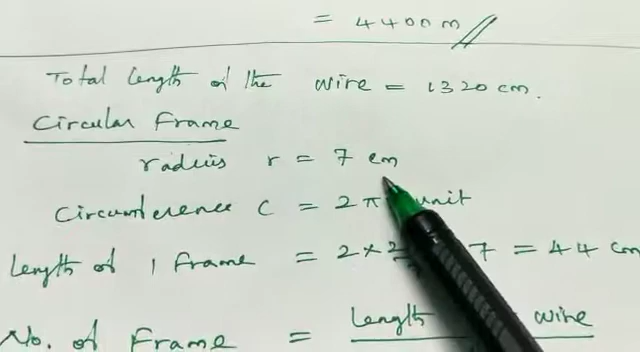 = 4400 m //
Total length of the wire = 1320 cm.
Circular Frame
radius r = 7 cm
Circumference C = 2π unit
Length of 1 frame = 2 × 22 7 = 44 cm
No. of Frame = Length wire